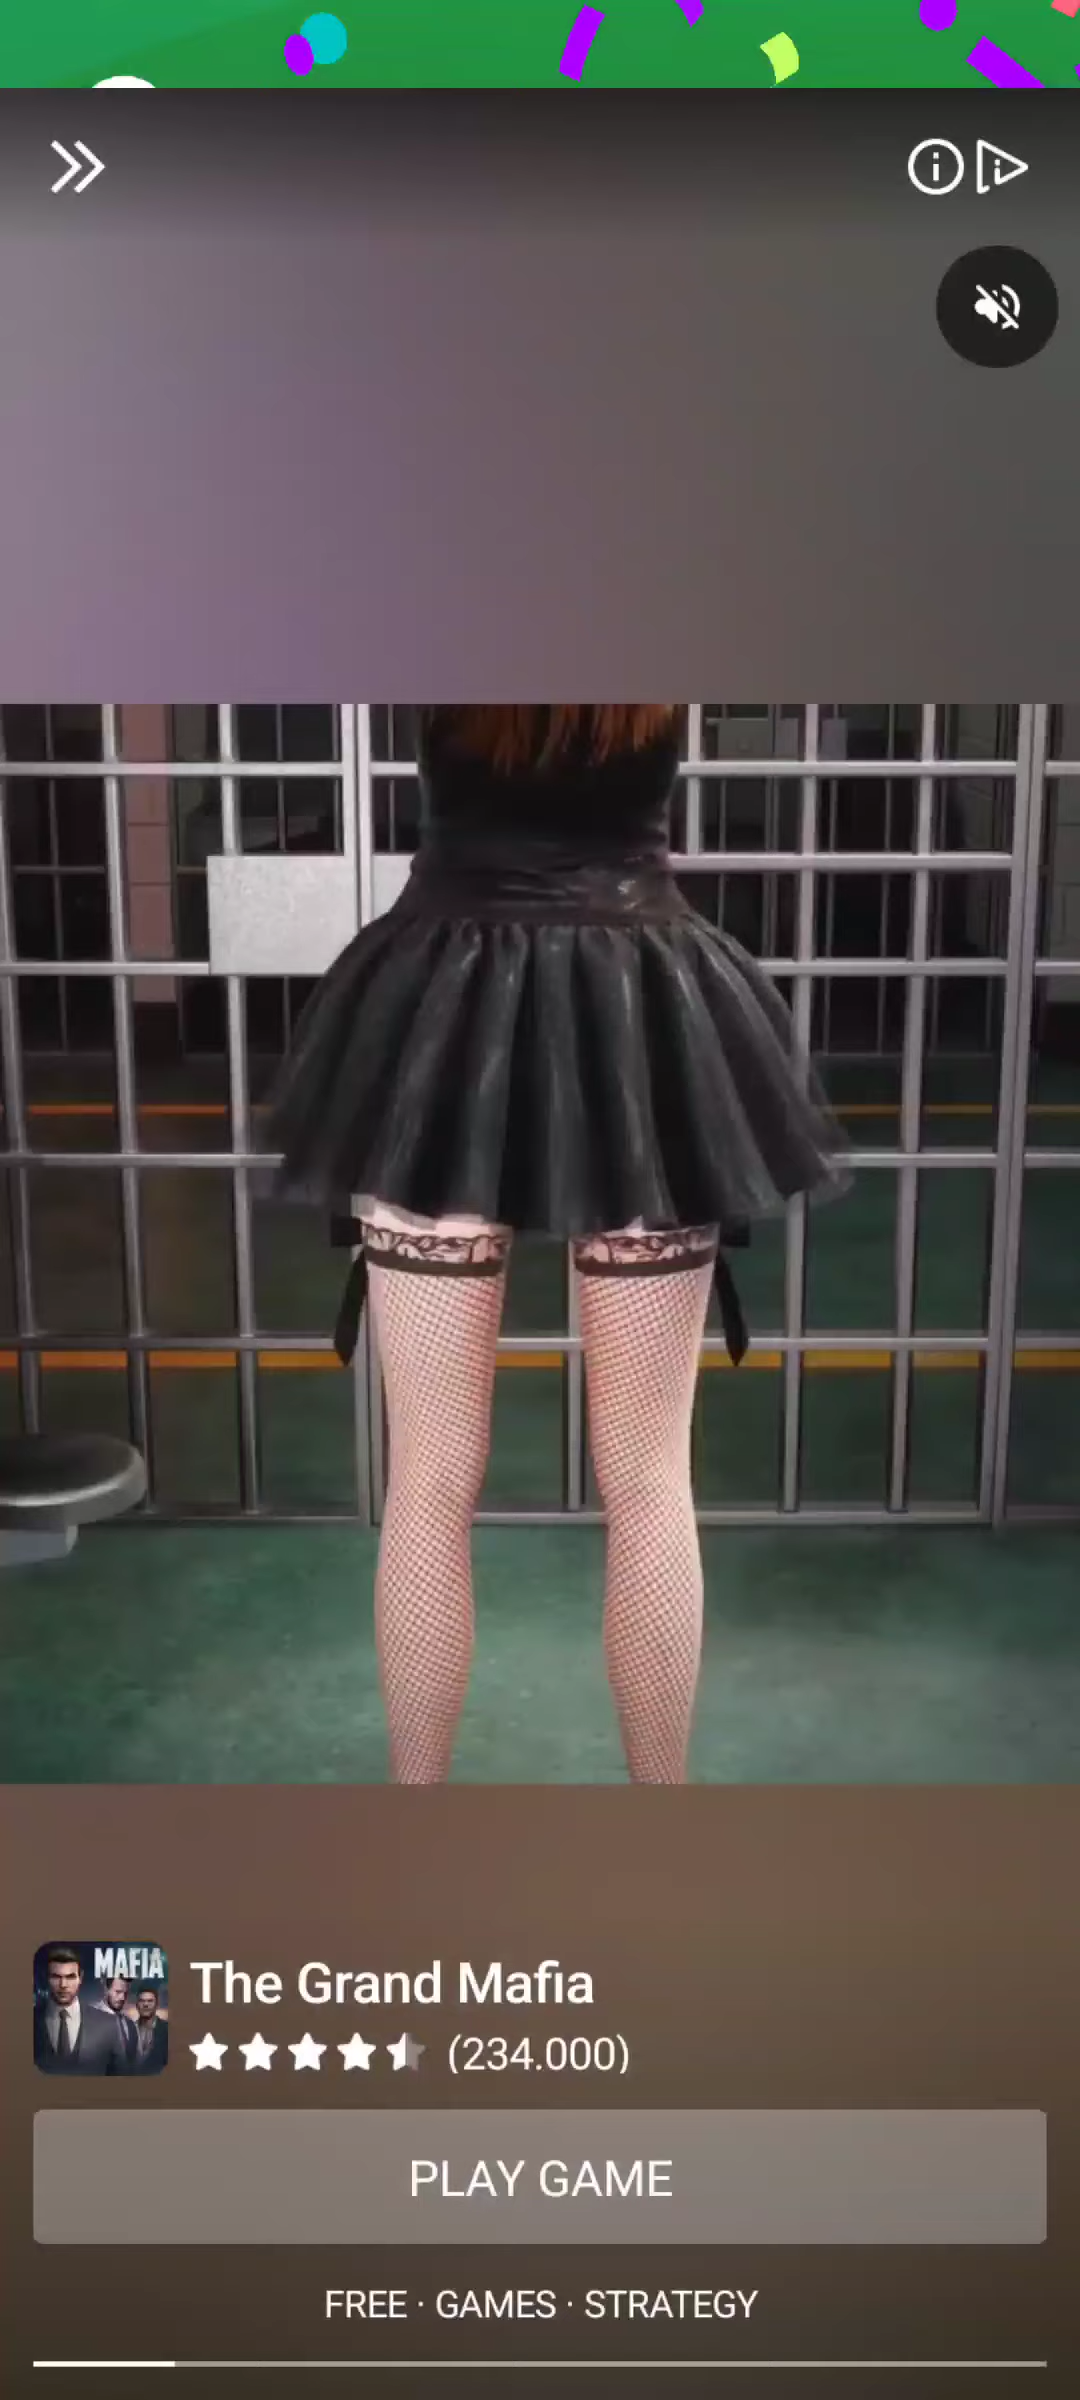 MAFIA
The Grand Mafia
(234.000)
PLAY GAME
FREE · GAMES · STRATEGY